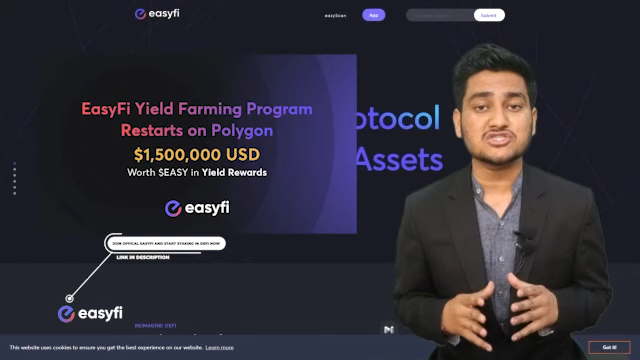 easyfi
easyScan
App
Submit
EasyFi Yield Farming Program
Restarts on Polygon
$1,500,000 USD
Worth $EASY in Yield Rewards
easyfi
otocol
Assets
JOIN OFFICAL EASYFI AND START STAKING IN DEFI NOW
LINK IN DESCRIPTION
easyfi
REIMAGINE DEFI
This website uses cookies to ensure you get the best experience on our website. Learn more
Got it!